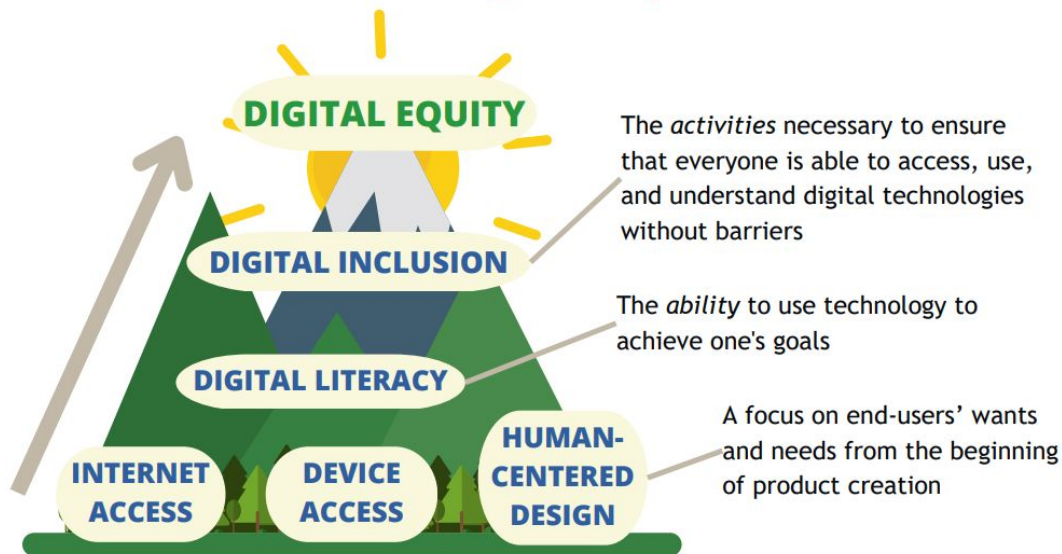 DIGITAL EQUITY
The activities necessary to ensure
that everyone is able to access, use,
and understand digital technologies
without barriers
DIGITAL INCLUSION
The ability to use technology to
achieve one's goals
DIGITAL LITERACY
INTERNET
ACCESS
DEVICE
ACCESS
HUMAN-
CENTERED
DESIGN
A focus on end-users’ wants
and needs from the beginning
of product creation